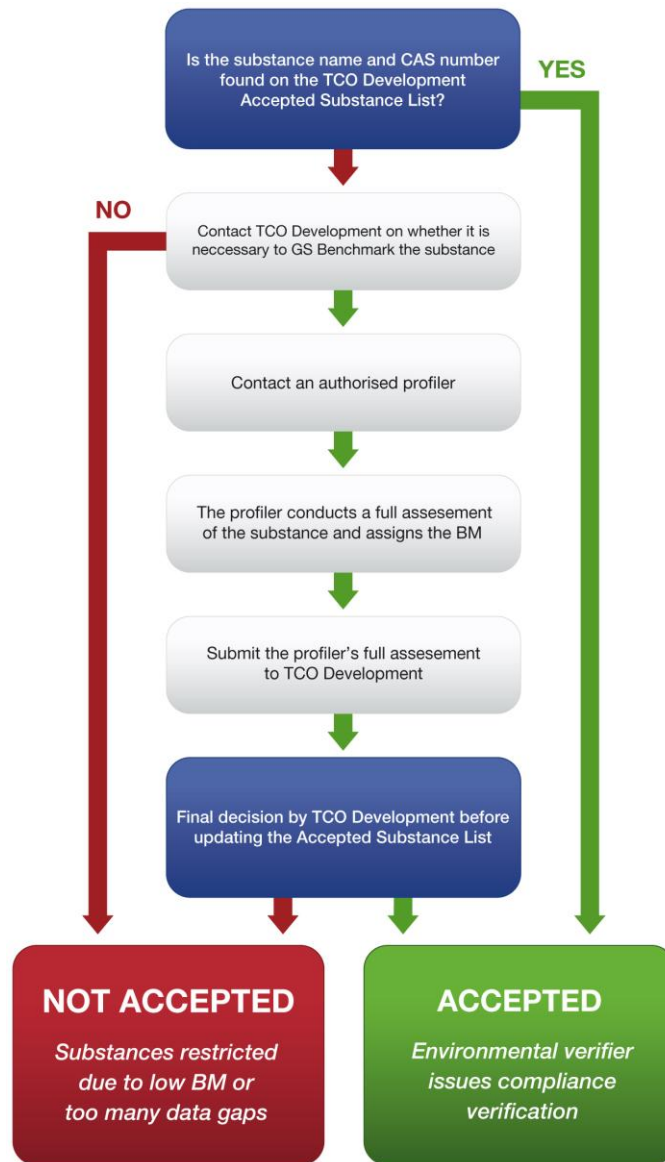 Is the substance name and CAS number
found on the TCO Development
Accepted Substance List?
YES
NO
Contact TCO Development on whether it is
neccessary to GS Benchmark the substance
Contact an authorised profiler
The profiler conducts a full assesement
of the substance and assigns the BM
Submit the profiler's full assesement
to TCO Development
Final decision by TCO Development before
updating the Accepted Substance List
NOT ACCEPTED
Substances restricted
due to low BM or
too many data gaps
ACCEPTED
Environmental verifier
issues compliance
verification